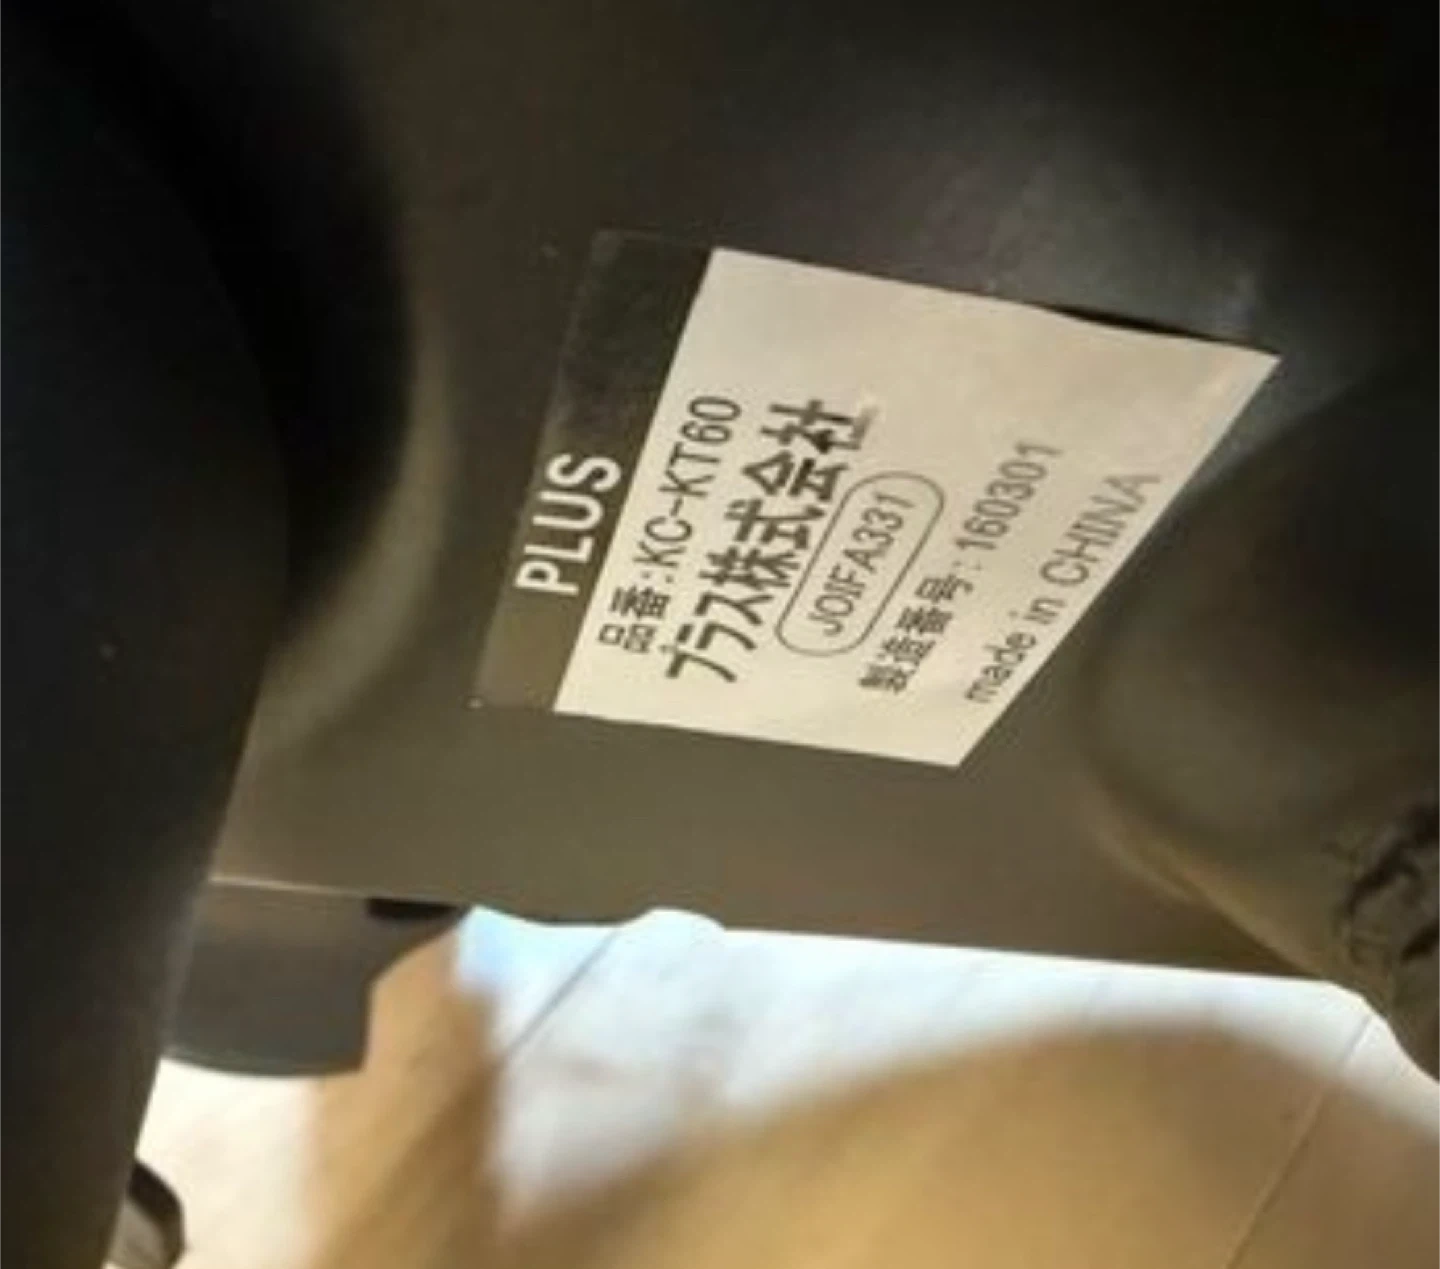 PLUS
品番:KC-KT60
プラス株式会社
JOIFA331
製造番号:160301
made in CHINA